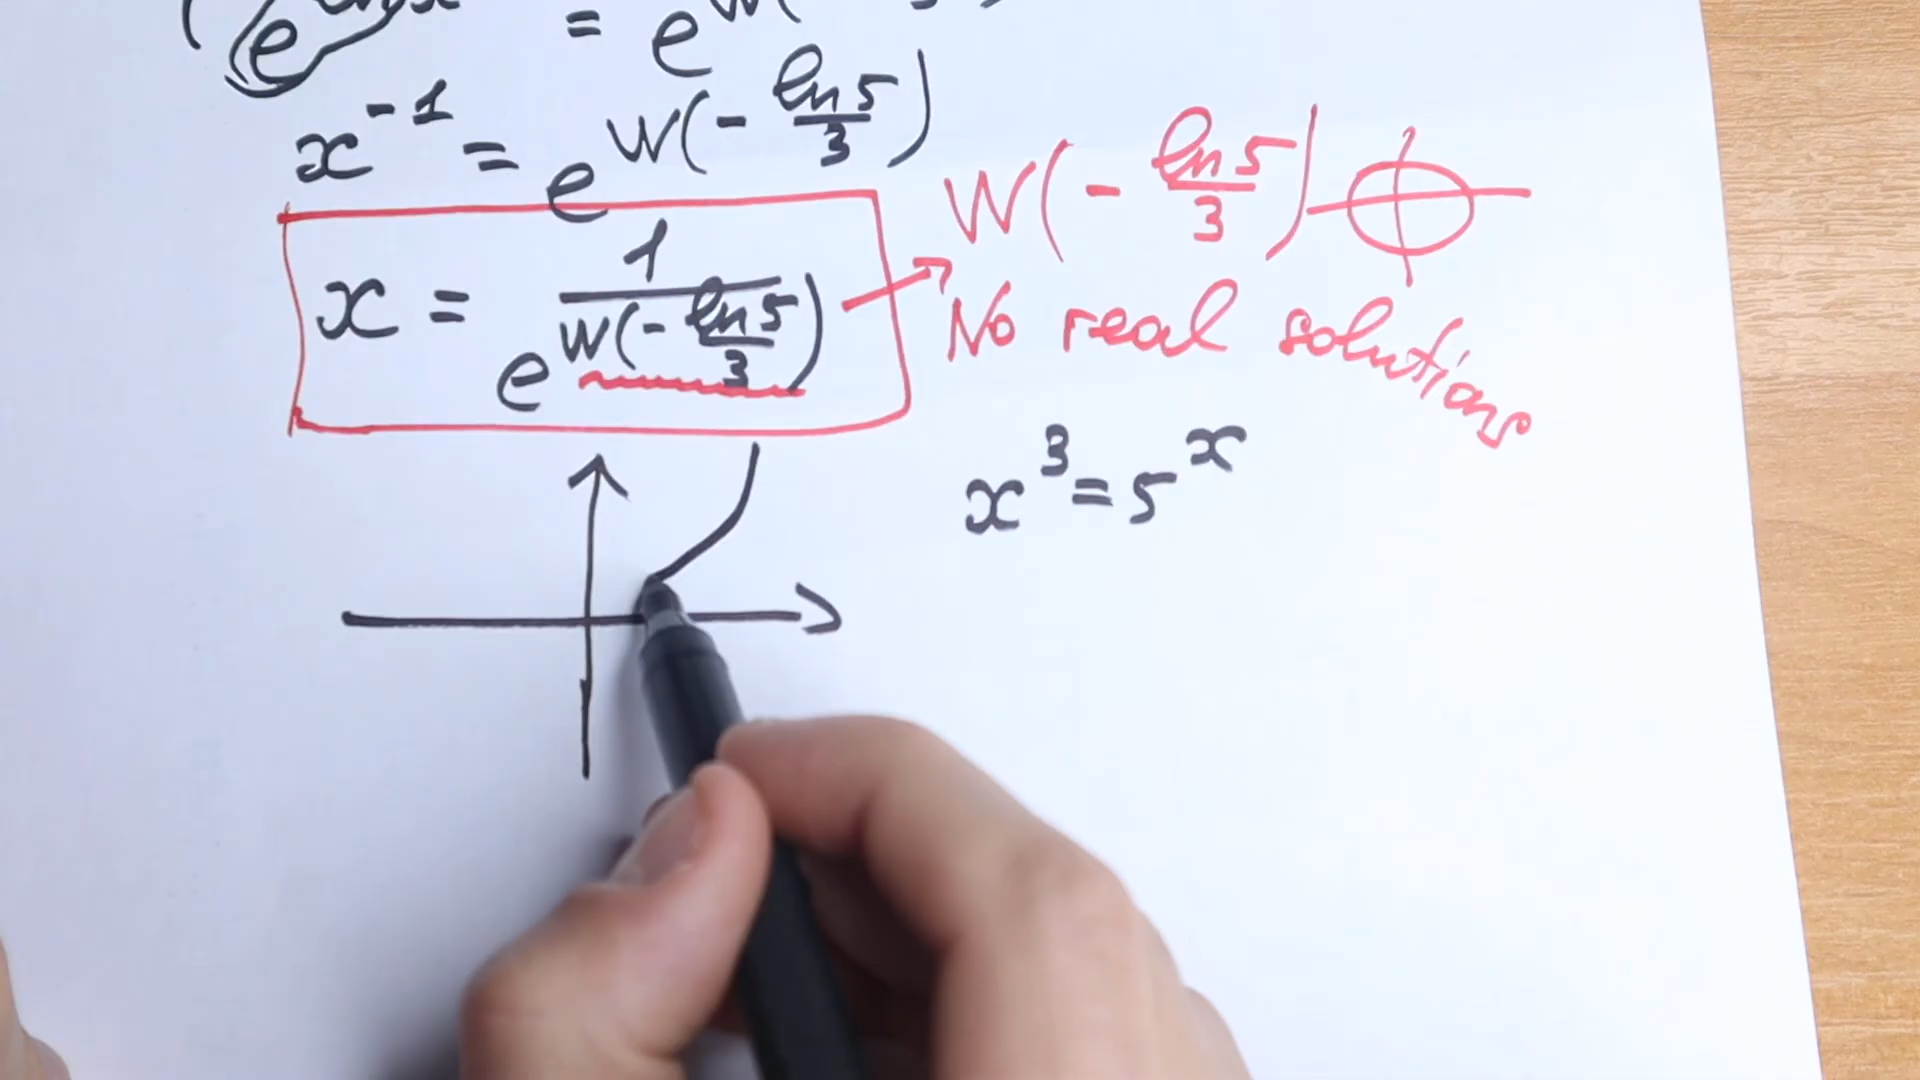 = e^W(
x^-1 = e^W(- ln5/3)
x = 1/e^W(- ln5/3)
W(- ln5/3)
No real solutions
x^3 = 5^x